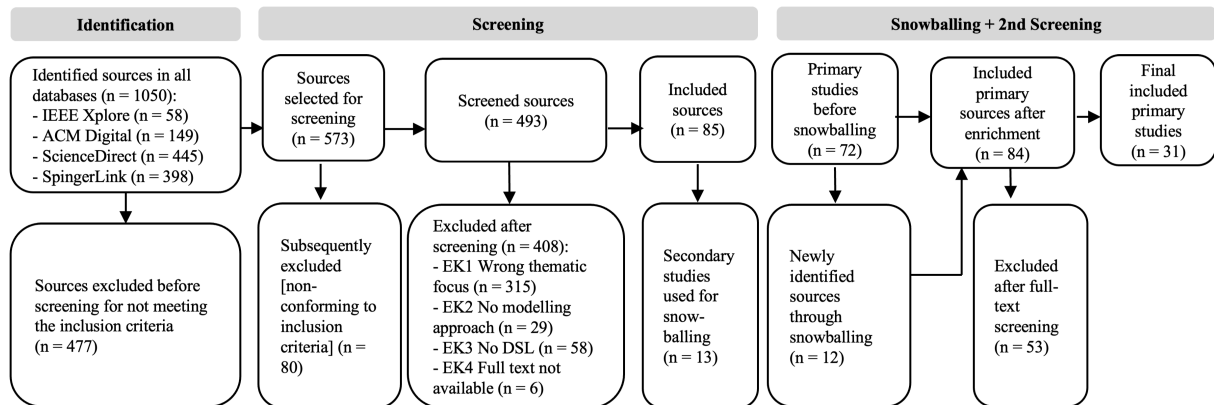 Identification
Screening
Snowballing + 2nd Screening
Identified sources in all
databases (n = 1050):
- IEEE Xplore (n = 58)
- ACM Digital (n = 149)
- ScienceDirect (n = 445)
- SpingerLink (n = 398)
Sources
selected for
screening
(n = 573)
Screened sources
(n = 493)
Included
sources
(n = 85)
Primary
studies
before
snowballing
(n = 72)
Included
primary
sources after
enrichment
(n = 84)
Final
included
primary
studies
(n = 31)
Sources excluded before
screening for not meeting
the inclusion criteria
(n = 477)
Subsequently
excluded
[non-
conforming to
inclusion
criteria] (n =
80)
Excluded after
screening (n = 408):
- EK1 Wrong thematic
focus (n = 315)
- EK2 No modelling
approach (n = 29)
- EK3 No DSL (n = 58)
- EK4 Full text not
available (n = 6)
Secondary
studies
used for
snow-
balling
(n = 13)
Newly
identified
sources
through
snowballing
(n = 12)
Excluded
after full-
text
screening
(n = 53)